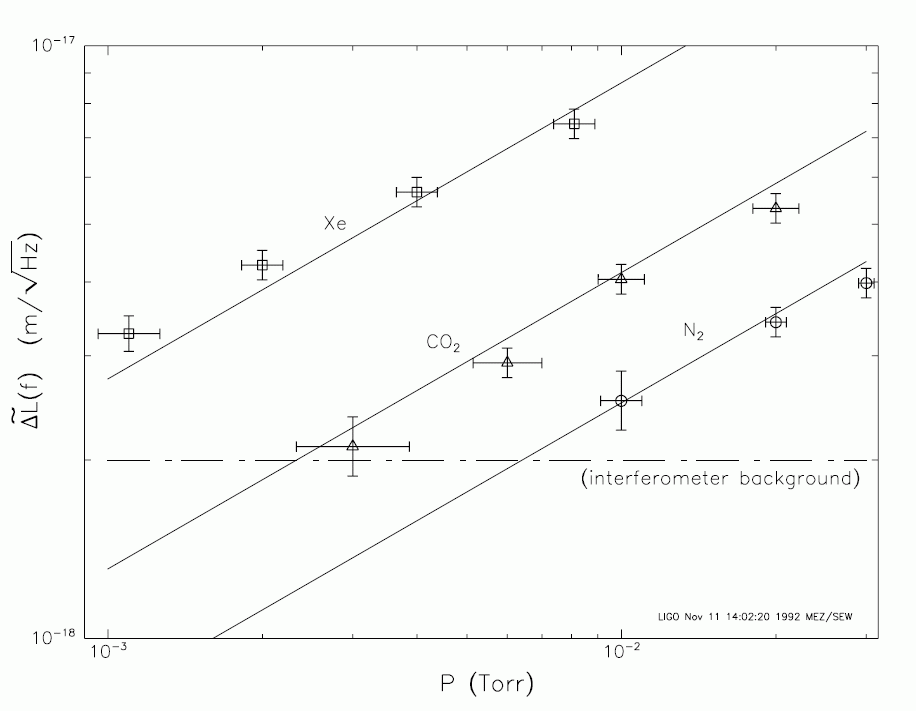 10⁻¹⁷
Xe
CO₂
N₂
Δ̃L(f) (m/√Hz)
(interferometer background)
LIGO Nov 11 14:02:20 1992 MEZ/SEW
10⁻¹⁸
10⁻³ 10⁻²
P (Torr)